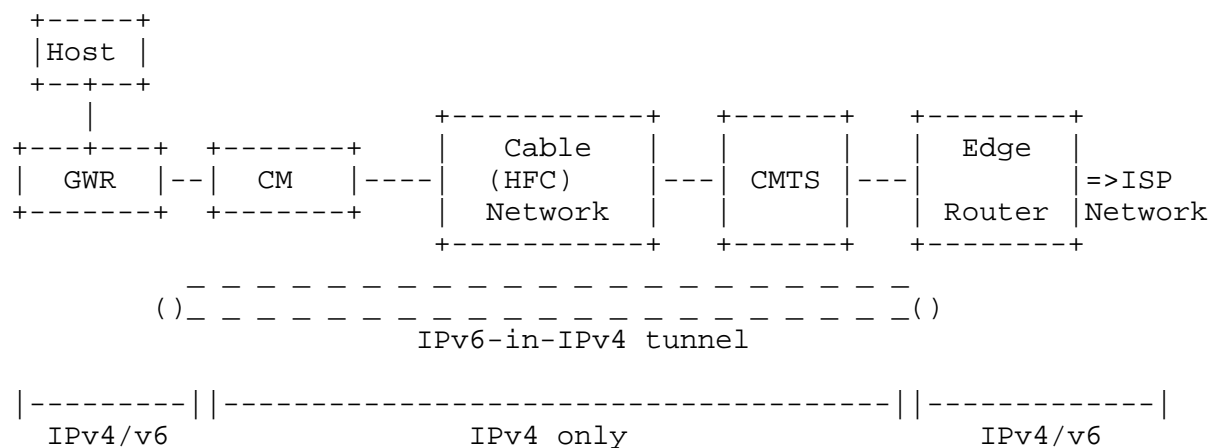 +-----+
|Host |
+--+--+
| +-----------+ +------+ +--------+
+---+---+ +-------+ | Cable | | | | Edge |
| GWR |--| CM |----| (HFC) |---| CMTS |---| |=>ISP
+-------+ +-------+ | Network | | | | Router |Network
+-----------+ +------+ +--------+
_ _ _ _ _ _ _ _ _ _ _ _ _ _ _ _ _ _ _ _ _
()_ _ _ _ _ _ _ _ _ _ _ _ _ _ _ _ _ _ _ _ _()
IPv6-in-IPv4 tunnel
|---------||---------------------------------------||-------------|
IPv4/v6 IPv4 only IPv4/v6